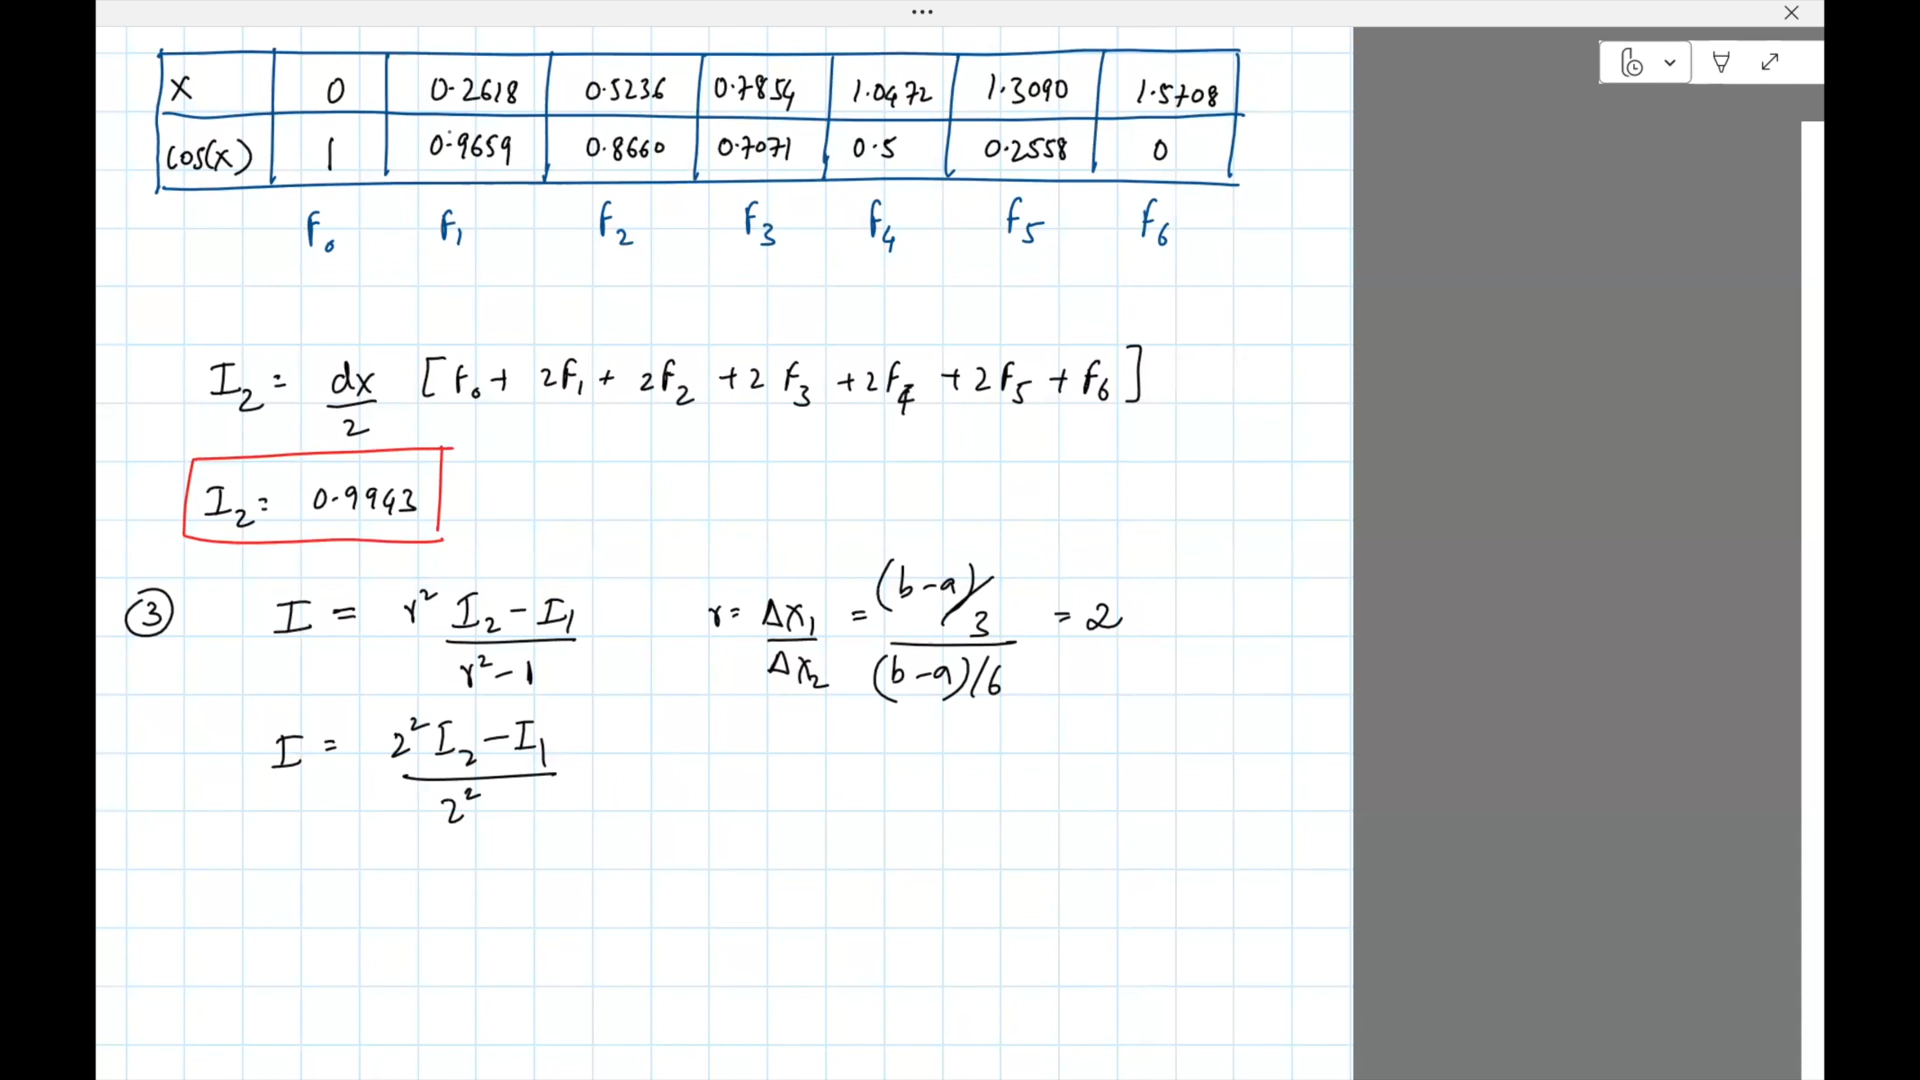 x 0 0.2618 0.5236 0.7854 1.0472 1.3090 1.5708
cos(x) 1 0.9659 0.8660 0.7071 0.5 0.2558 0
f₀ f₁ f₂ f₃ f₄ f₅ f₆
I₂ = dx/2 [f₀ + 2f₁ + 2f₂ + 2f₃ + 2f₄ + 2f₅ + f₆]
I₂ = 0.9943
③ I = r² I₂ - I₁ / r² - 1 r = Δx₁ / Δx₂ = (b-a)/3 / (b-a)/6 = 2
I = 2² I₂ - I₁ / 2²